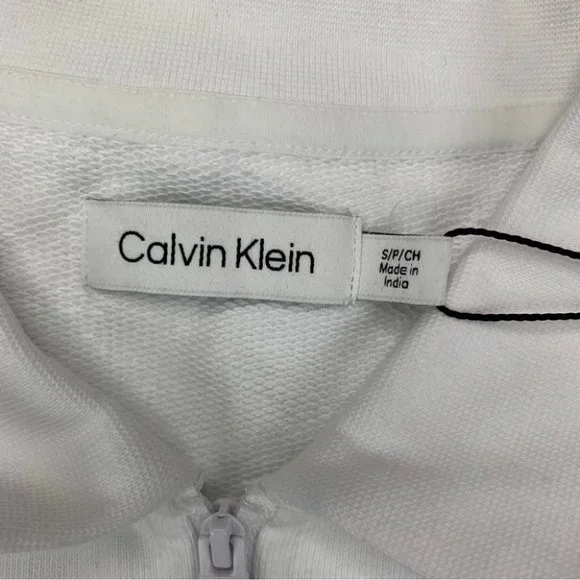 Calvin Klein
S/P/CH
Made in
India